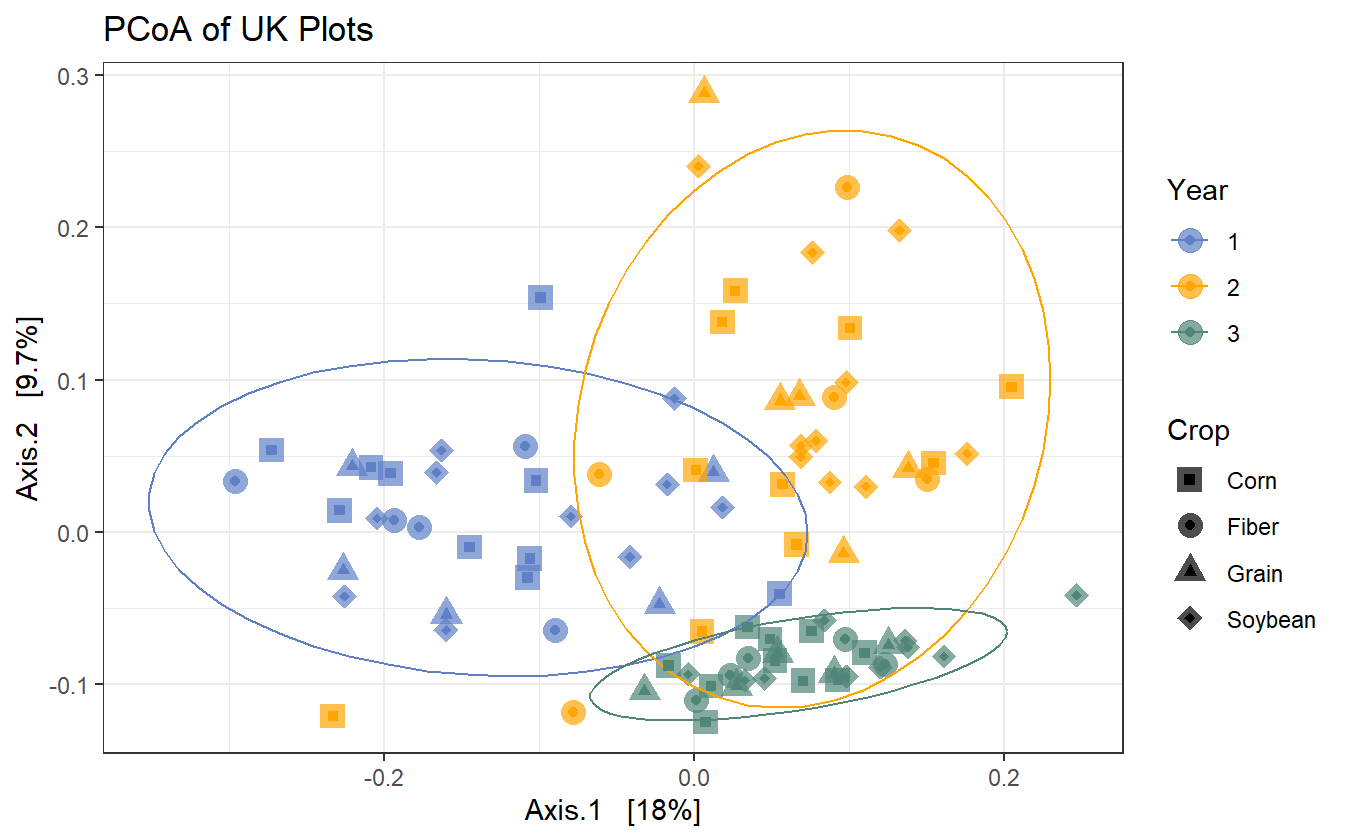 PCoA of UK Plots
0.3
0.2
0.1
0.0
-0.1
Axis.2 [9.7%]
-0.2
0.0
0.2
Axis.1 [18%]
Year
1
2
3
Crop
Corn
Fiber
Grain
Soybean